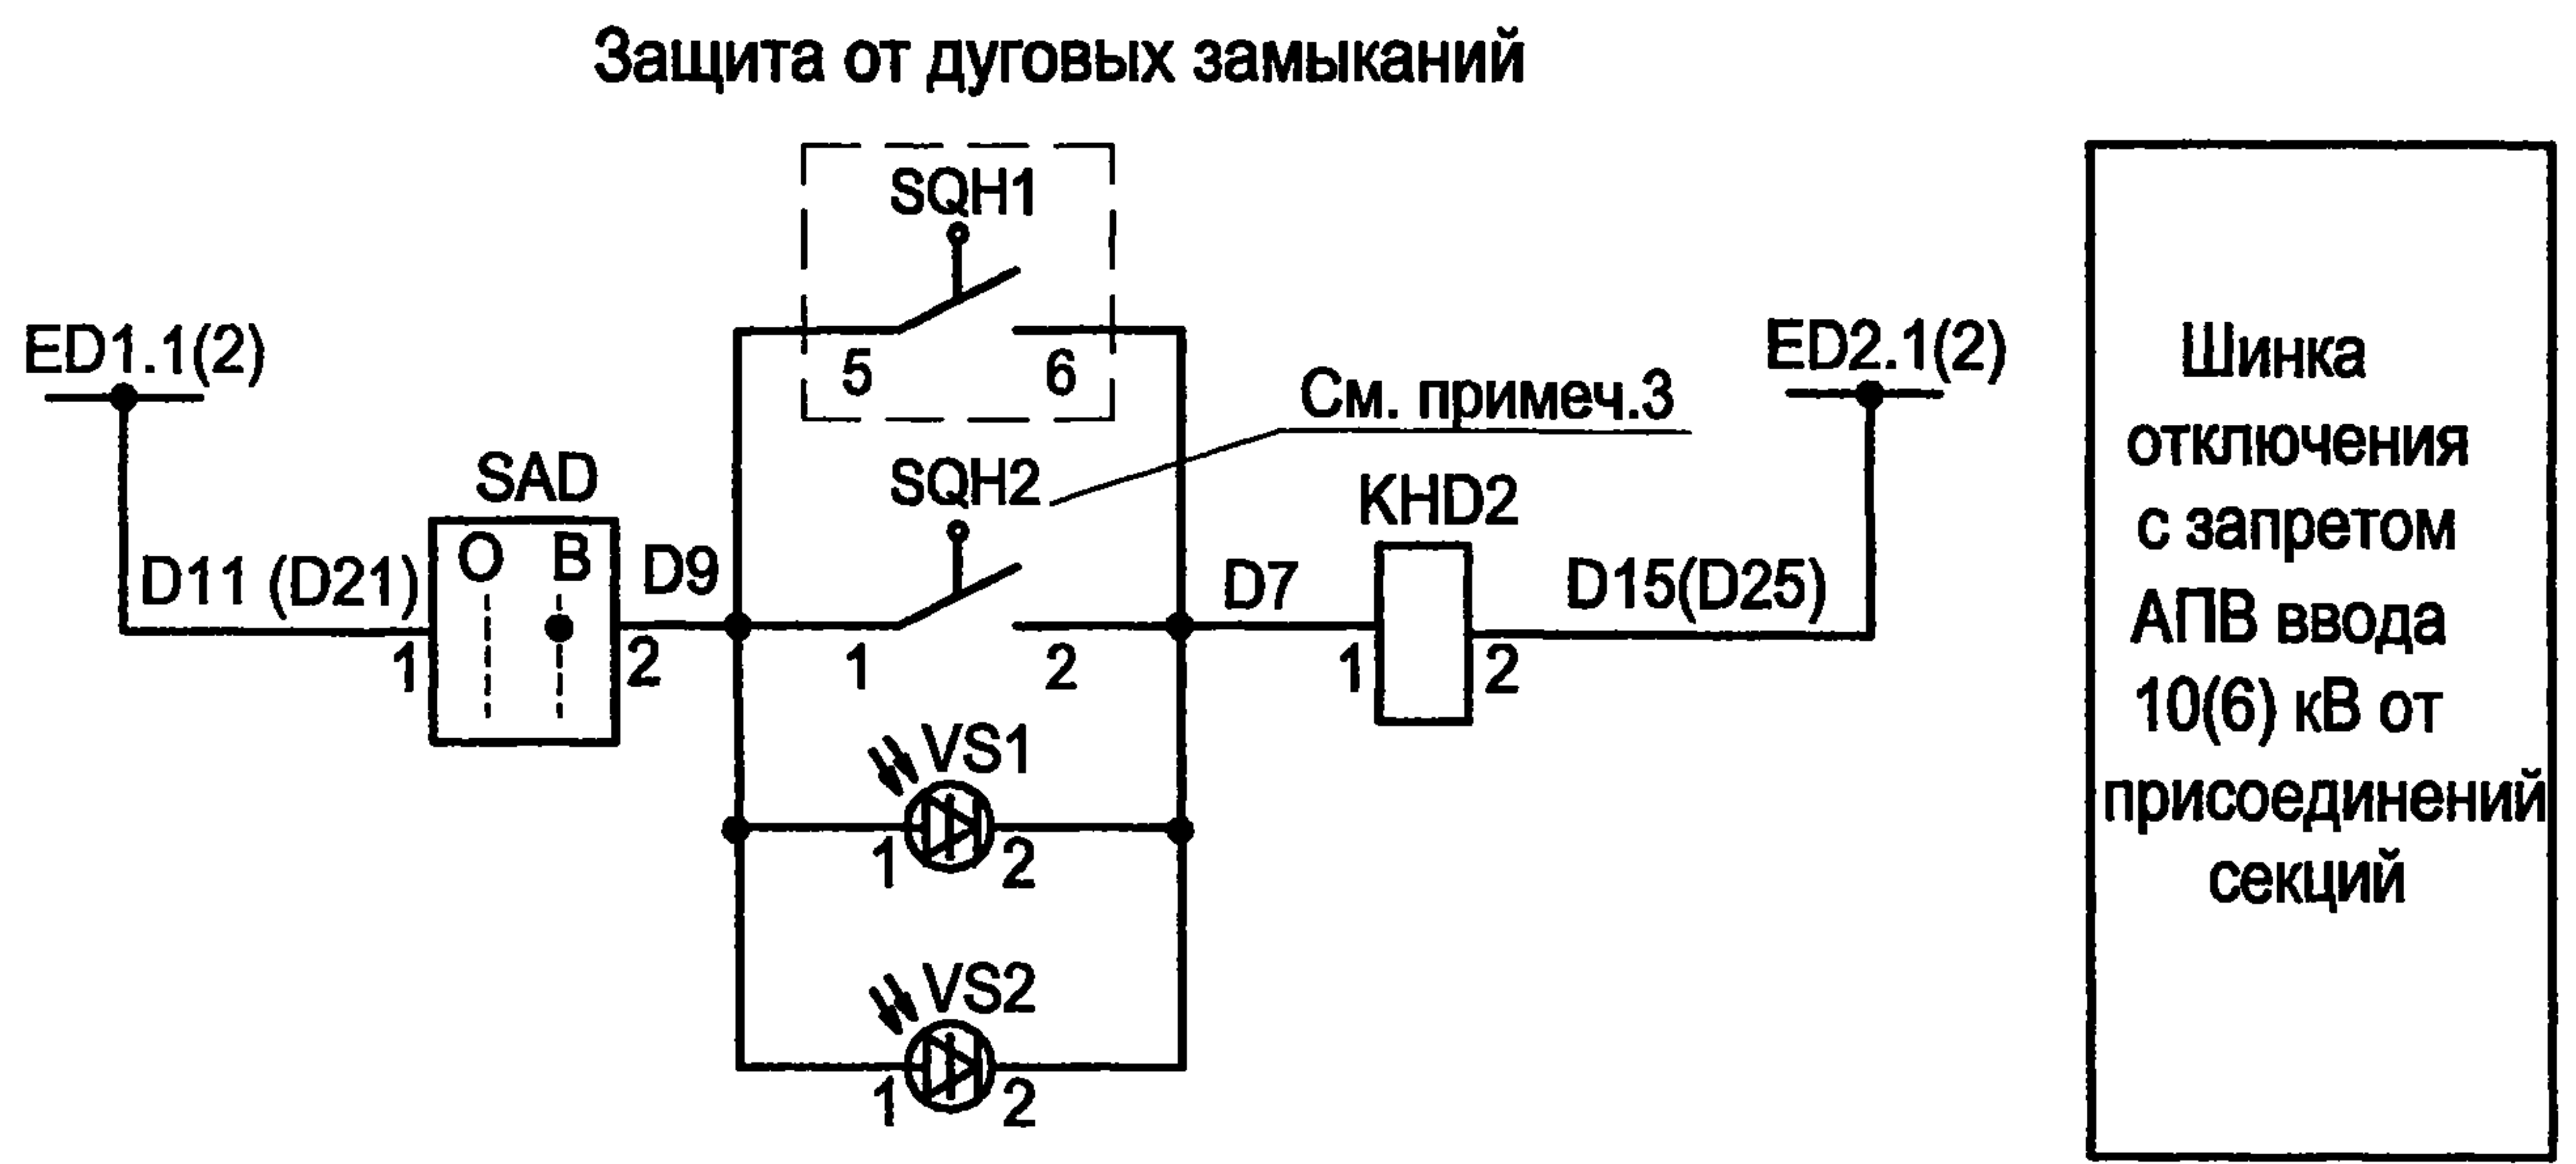 Защита от дуговых замыканий
SQH1
5 6
ED1.1(2)
ED2.1(2)
См. примеч.3
SAD
О В
D11 (D21)
1 2
D9
SQH2
1 2
D7
KHD2
1 2
D15(D25)
VS1
1 2
VS2
1 2
Шинка
отключения
с запретом
АПВ ввода
10(6) кВ от
присоединений
секций